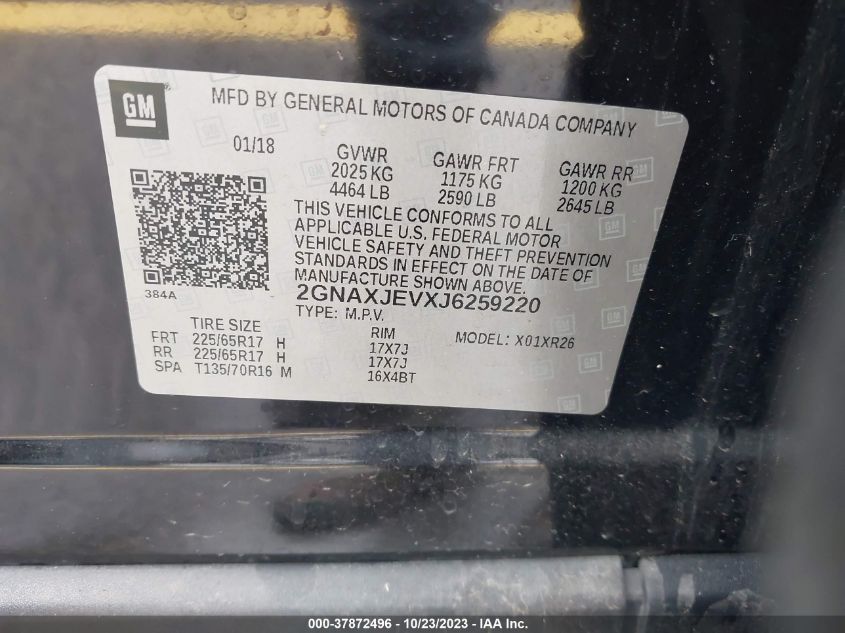 GM
MFD BY GENERAL MOTORS OF CANADA COMPANY
01/18
GVWR GAWR FRT GAWR RR
2025 KG 1175 KG 1200 KG
4464 LB 2590 LB 2645 LB
THIS VEHICLE CONFORMS TO ALL
APPLICABLE U.S. FEDERAL MOTOR
VEHICLE SAFETY AND THEFT PREVENTION
STANDARDS IN EFFECT ON THE DATE OF
MANUFACTURE SHOWN ABOVE.
384A
2GNAXJEVXJ6259220
TYPE: M.P.V.
TIRE SIZE RIM MODEL: X01XR26
FRT 225/65R17 H 17X7J
RR 225/65R17 H 17X7J
SPA T135/70R16 M 16X4BT
000-37872496 - 10/23/2023 - IAA Inc.